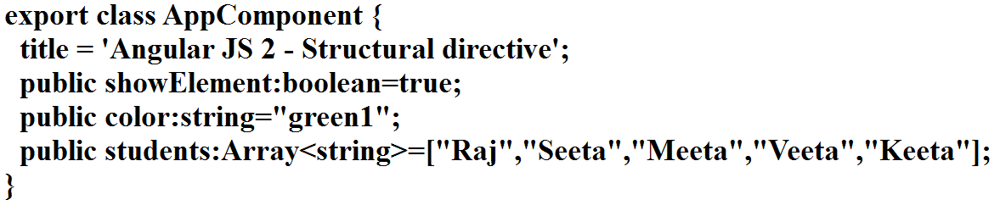 export class AppComponent {
title = 'Angular JS 2 - Structural directive';
public showElement:boolean=true;
public color:string="green1";
public students:Array<string>=["Raj","Seeta","Meeta","Veeta","Keeta"];
}